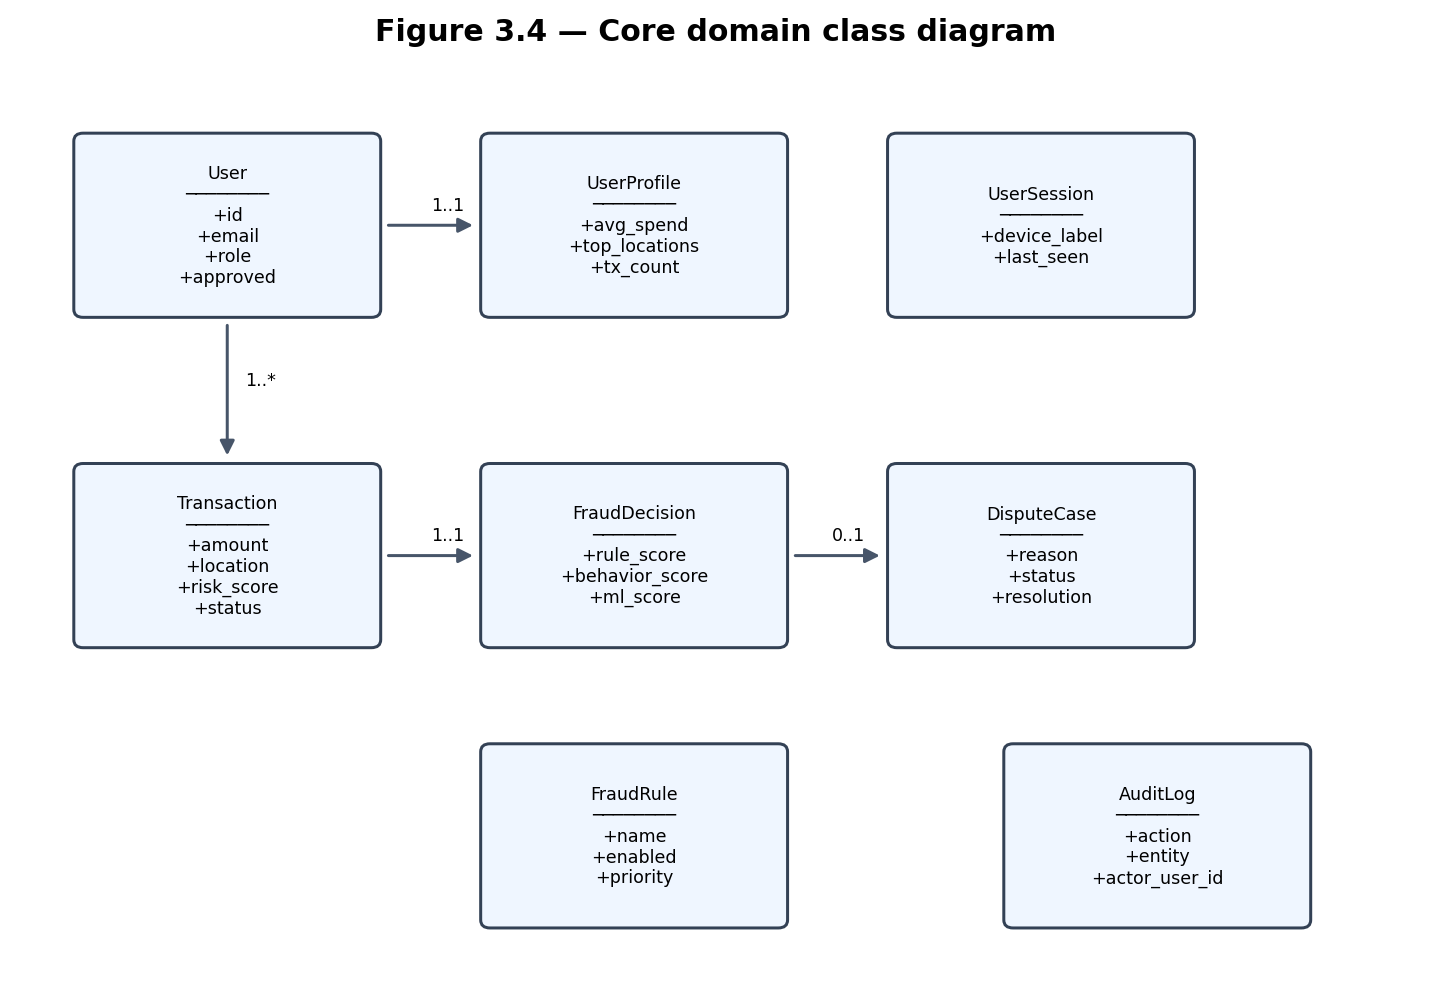 Figure 3.4 — Core domain class diagram
User
+id
+email
+role
+approved
1..1
UserProfile
+avg_spend
+top_locations
+tx_count
UserSession
+device_label
+last_seen
1..*
Transaction
+amount
+location
+risk_score
+status
1..1
FraudDecision
+rule_score
+behavior_score
+ml_score
0..1
DisputeCase
+reason
+status
+resolution
FraudRule
+name
+enabled
+priority
AuditLog
+action
+entity
+actor_user_id